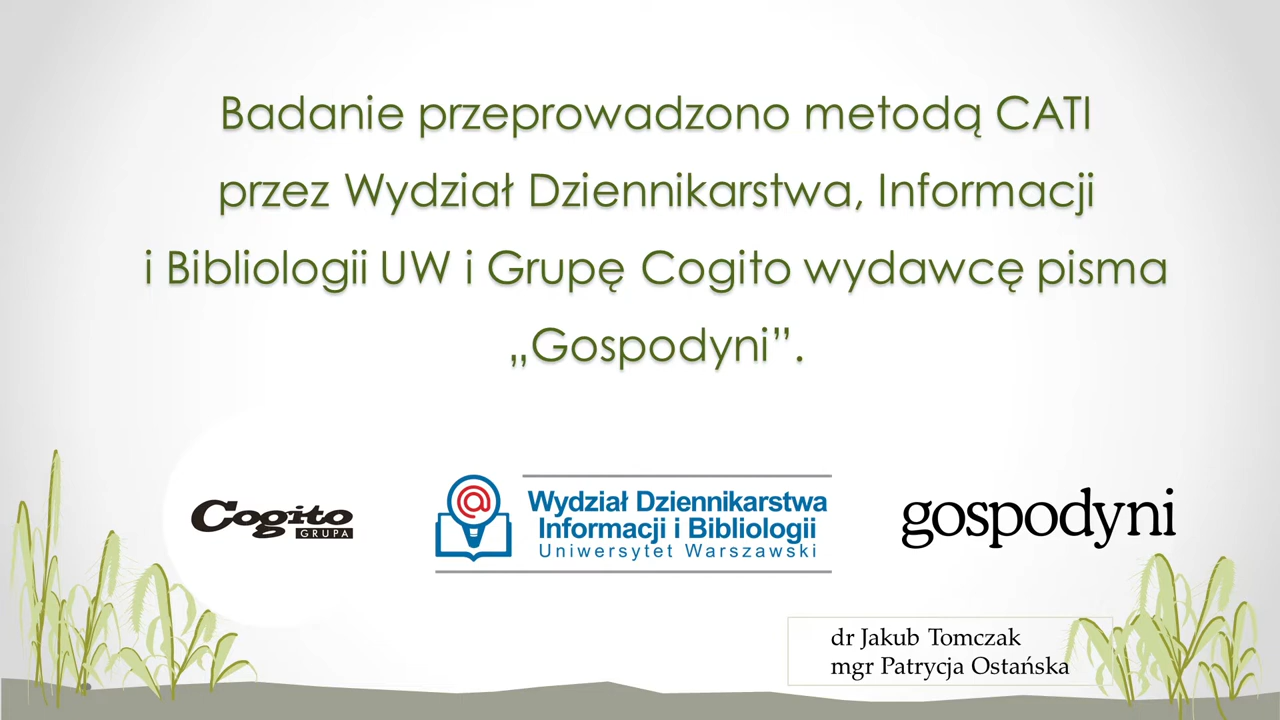 Badanie przeprowadzono metodą CATI
przez Wydział Dziennikarstwa, Informacji
i Bibliologii UW i Grupę Cogito wydawcę pisma
„Gospodyni”.
Cogito
GRUPA
@
Wydział Dziennikarstwa
Informacji i Bibliologii
Uniwersytet Warszawski
gospodyni
dr Jakub Tomczak
mgr Patrycja Ostańska